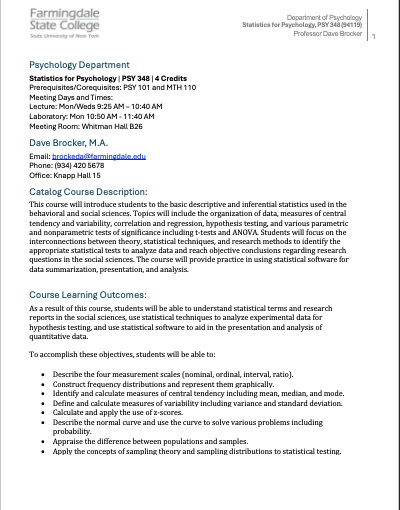 Farmingdale
State College
State University of New York
Department of Psychology
Statistics for Psychology, PSY 348 (94119)
Professor Dave Brocker
1
Psychology Department
Statistics for Psychology | PSY 348 | 4 Credits
Prerequisites/Corequisites: PSY 101 and MTH 110
Meeting Days and Times:
Lecture: Mon/Weds 9:25 AM – 10:40 AM
Laboratory: Mon 10:50 AM - 11:40 AM
Meeting Room: Whitman Hall B26
Dave Brocker, M.A.
Email: brockeda@farmingdale.edu
Phone: (934) 420 5678
Office: Knapp Hall 15
Catalog Course Description:
This course will introduce students to the basic descriptive and inferential statistics used in the
behavioral and social sciences. Topics will include the organization of data, measures of central
tendency and variability, correlation and regression, hypothesis testing, and various parametric
and nonparametric tests of significance including t-tests and ANOVA. Students will focus on the
interconnections between theory, statistical techniques, and research methods to identify the
appropriate statistical tests to analyze data and reach objective conclusions regarding research
questions in the social sciences. The course will provide practice in using statistical software for
data summarization, presentation, and analysis.
Course Learning Outcomes:
As a result of this course, students will be able to understand statistical terms and research
reports in the social sciences, use statistical techniques to analyze experimental data for
hypothesis testing, and use statistical software to aid in the presentation and analysis of
quantitative data.
To accomplish these objectives, students will be able to:
• Describe the four measurement scales (nominal, ordinal, interval, ratio).
• Construct frequency distributions and represent them graphically.
• Identify and calculate measures of central tendency including mean, median, and mode.
• Define and calculate measures of variability including variance and standard deviation.
• Calculate and apply the use of z-scores.
• Describe the normal curve and use the curve to solve various problems including
probability.
• Appraise the difference between populations and samples.
• Apply the concepts of sampling theory and sampling distributions to statistical testing.